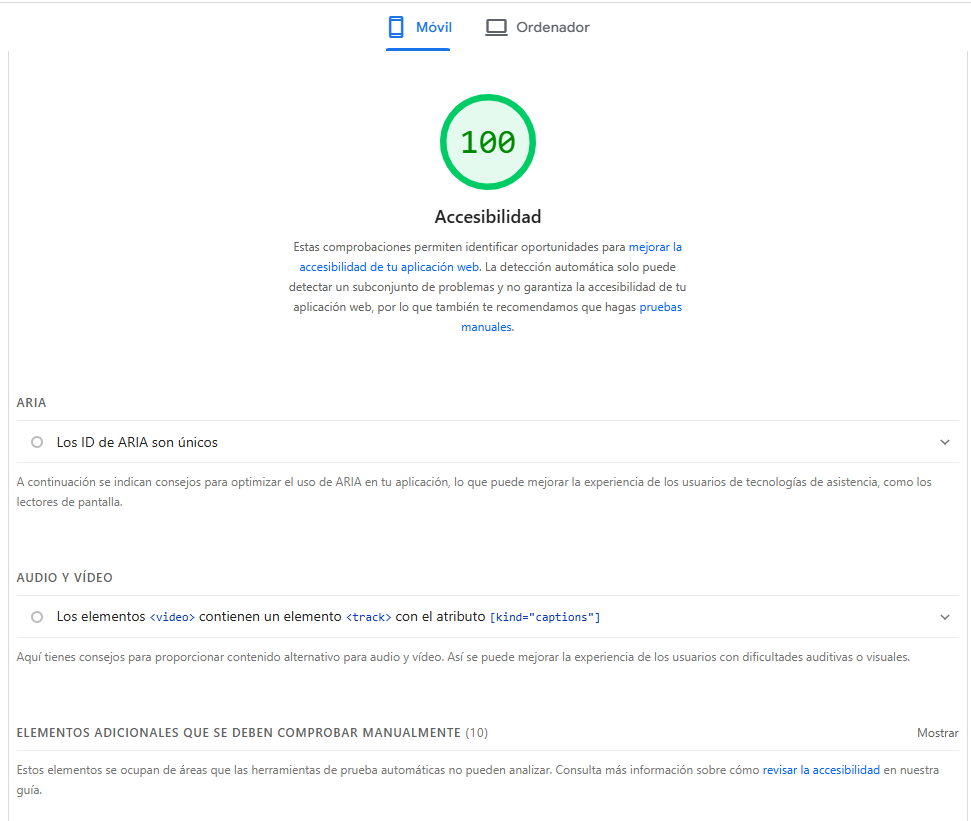 Móvil
Ordenador
100
Accesibilidad
Estas comprobaciones permiten identificar oportunidades para mejorar la
accesibilidad de tu aplicación web. La detección automática solo puede
detectar un subconjunto de problemas y no garantiza la accesibilidad de tu
aplicación web, por lo que también te recomendamos que hagas pruebas
manuales.
ARIA
Los ID de ARIA son únicos
A continuación se indican consejos para optimizar el uso de ARIA en tu aplicación, lo que puede mejorar la experiencia de los usuarios de tecnologías de asistencia, como los
lectores de pantalla.
AUDIO Y VÍDEO
Los elementos <video> contienen un elemento <track> con el atributo [kind="captions"]
Aquí tienes consejos para proporcionar contenido alternativo para audio y vídeo. Así se puede mejorar la experiencia de los usuarios con dificultades auditivas o visuales.
ELEMENTOS ADICIONALES QUE SE DEBEN COMPROBAR MANUALMENTE (10)
Mostrar
Estos elementos se ocupan de áreas que las herramientas de prueba automáticas no pueden analizar. Consulta más información sobre cómo revisar la accesibilidad en nuestra
guía.